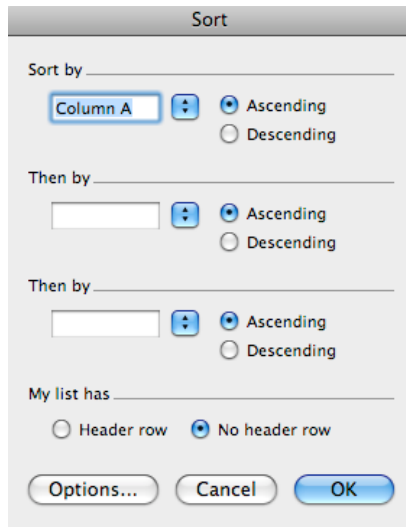 Sort
Sort by
Column A
Ascending
Descending
Then by
Ascending
Descending
Then by
Ascending
Descending
My list has
Header row No header row
Options... Cancel OK